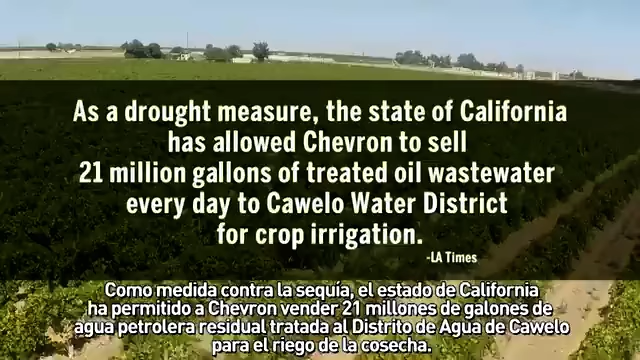 As a drought measure, the state of California
has allowed Chevron to sell
21 million gallons of treated oil wastewater
every day to Cawelo Water District
for crop irrigation.
-LA Times
Como medida contra la sequía, el estado de California
ha permitido a Chevron vender 21 millones de galones de
agua petrolera residual tratada al Distrito de Agua de Cawelo
para el riego de la cosecha.